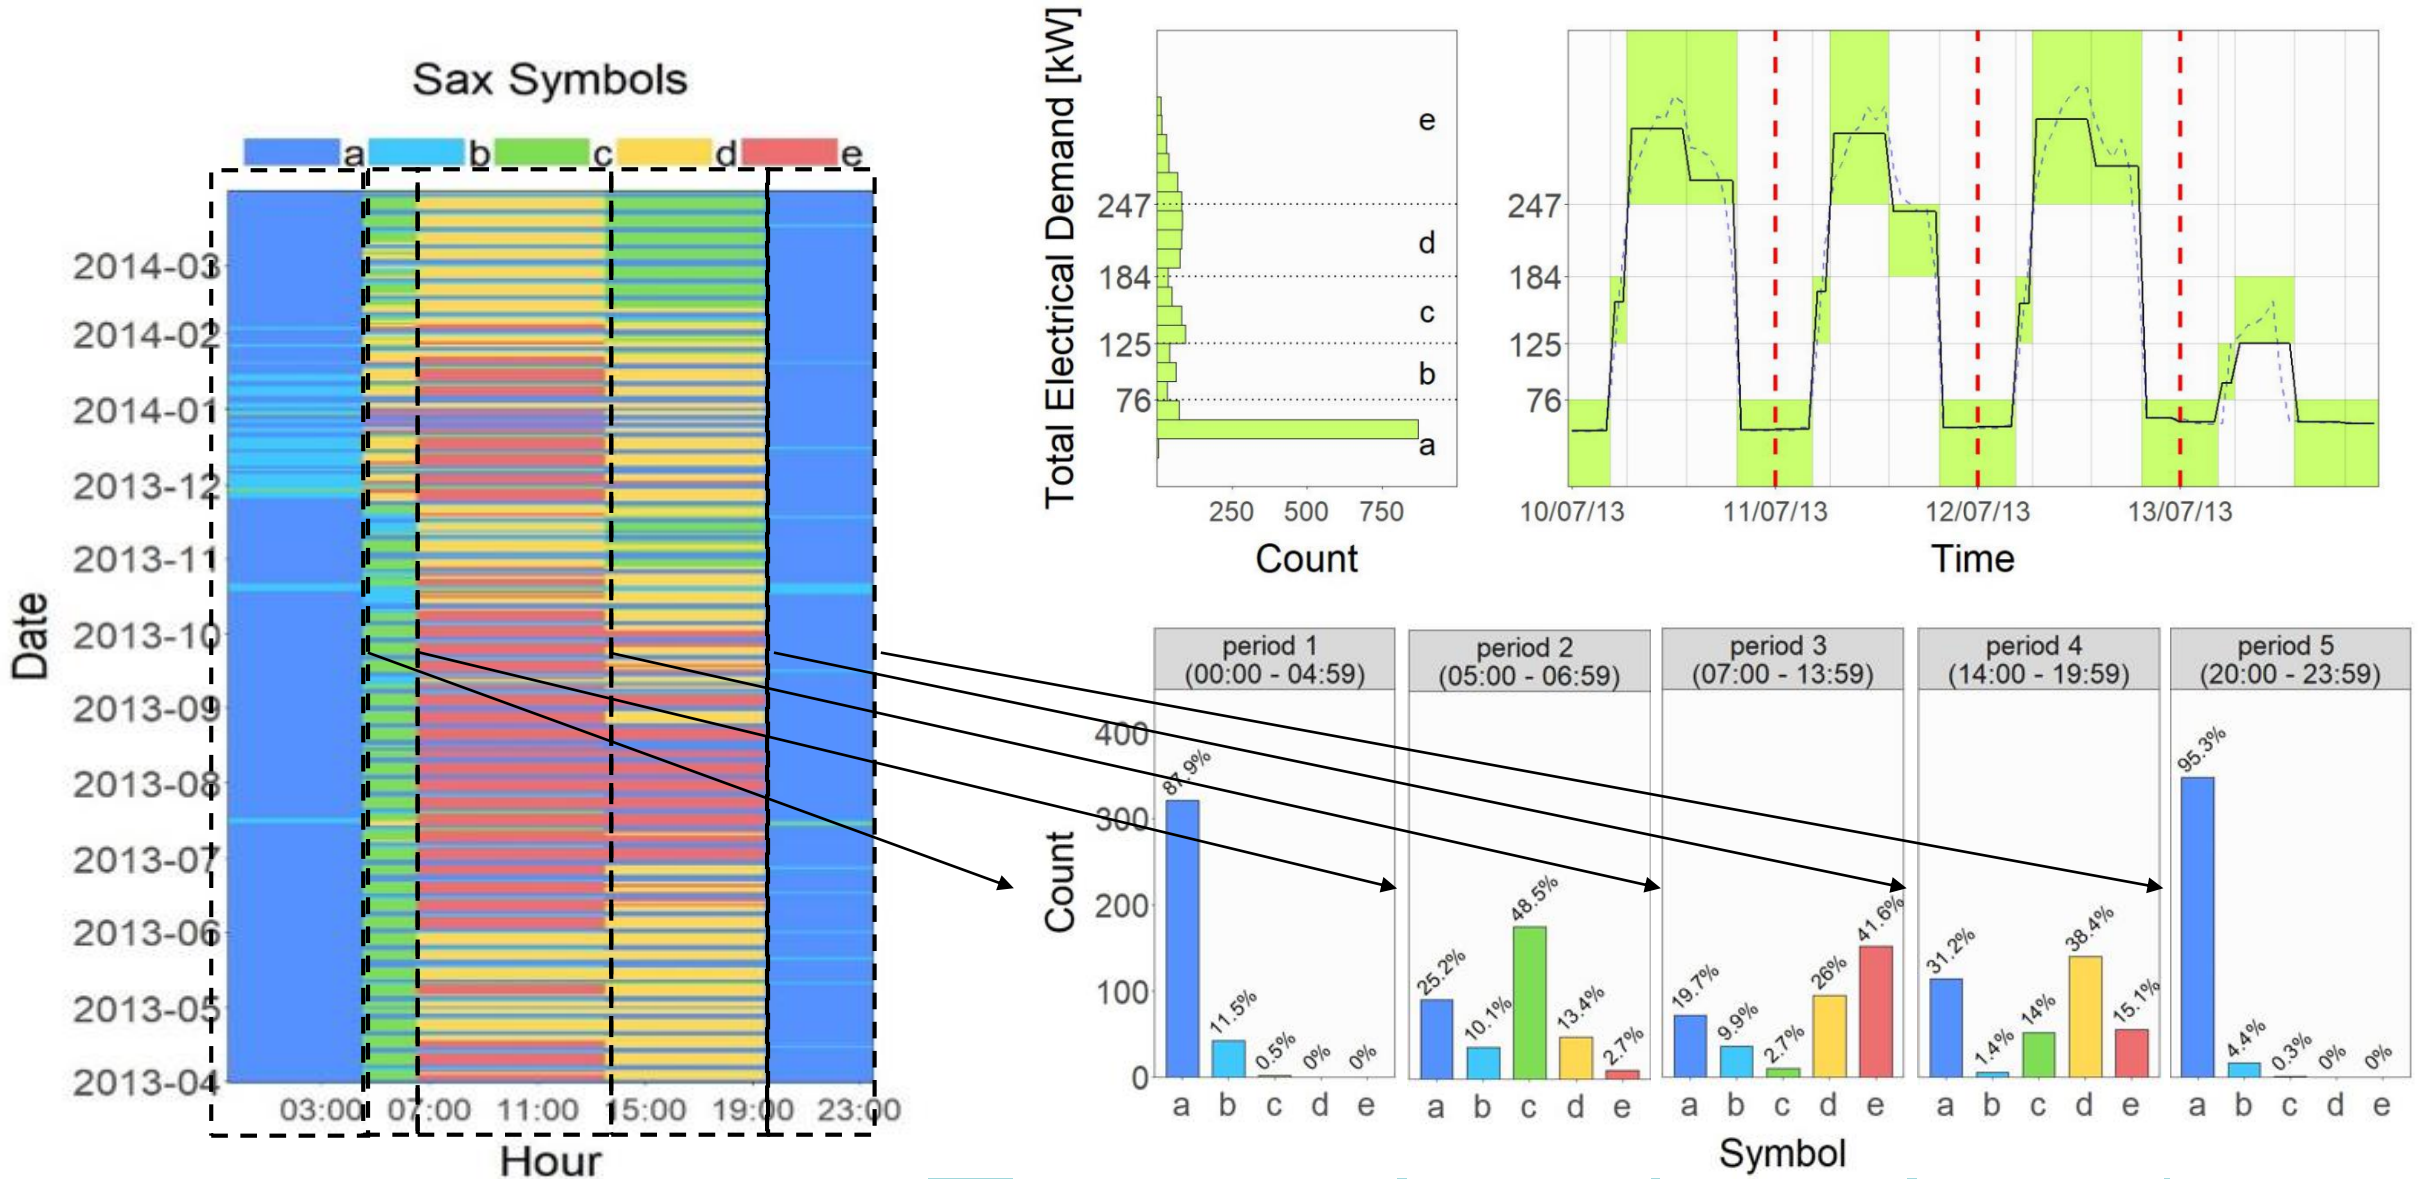 Sax Symbols
a b c d e
Date
2014-03
2014-02
2014-01
2013-12
2013-11
2013-10
2013-09
2013-08
2013-07
2013-06
2013-05
2013-04
03:00 07:00 11:00 15:00 19:00 23:00
Hour
Total Electrical Demand [kW]
247
184
125
76
e
d
c
b
a
250 500 750
Count
247
184
125
76
10/07/13 11/07/13 12/07/13 13/07/13
Time
Count
400
300
200
100
0
period 1
(00:00 - 04:59)
87.9% 11.5% 0.5% 0% 0%
a b c d e
period 2
(05:00 - 06:59)
25.2% 10.1% 48.5% 13.4% 2.7%
a b c d e
period 3
(07:00 - 13:59)
19.7% 9.9% 2.7% 26% 41.6%
a b c d e
period 4
(14:00 - 19:59)
31.2% 1.4% 14% 38.4% 15.1%
a b c d e
period 5
(20:00 - 23:59)
95.3% 4.4% 0.3% 0% 0%
a b c d e
Symbol